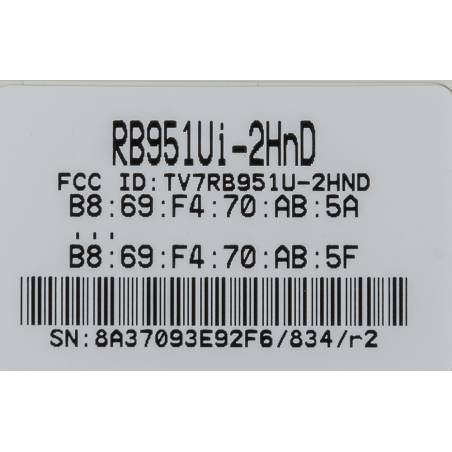 RB951Ui-2HnD
FCC ID:TV7RB951U-2HND
B8:69:F4:70:AB:5A
...
B8:69:F4:70:AB:5F
SN:8A37093E92F6/834/r2